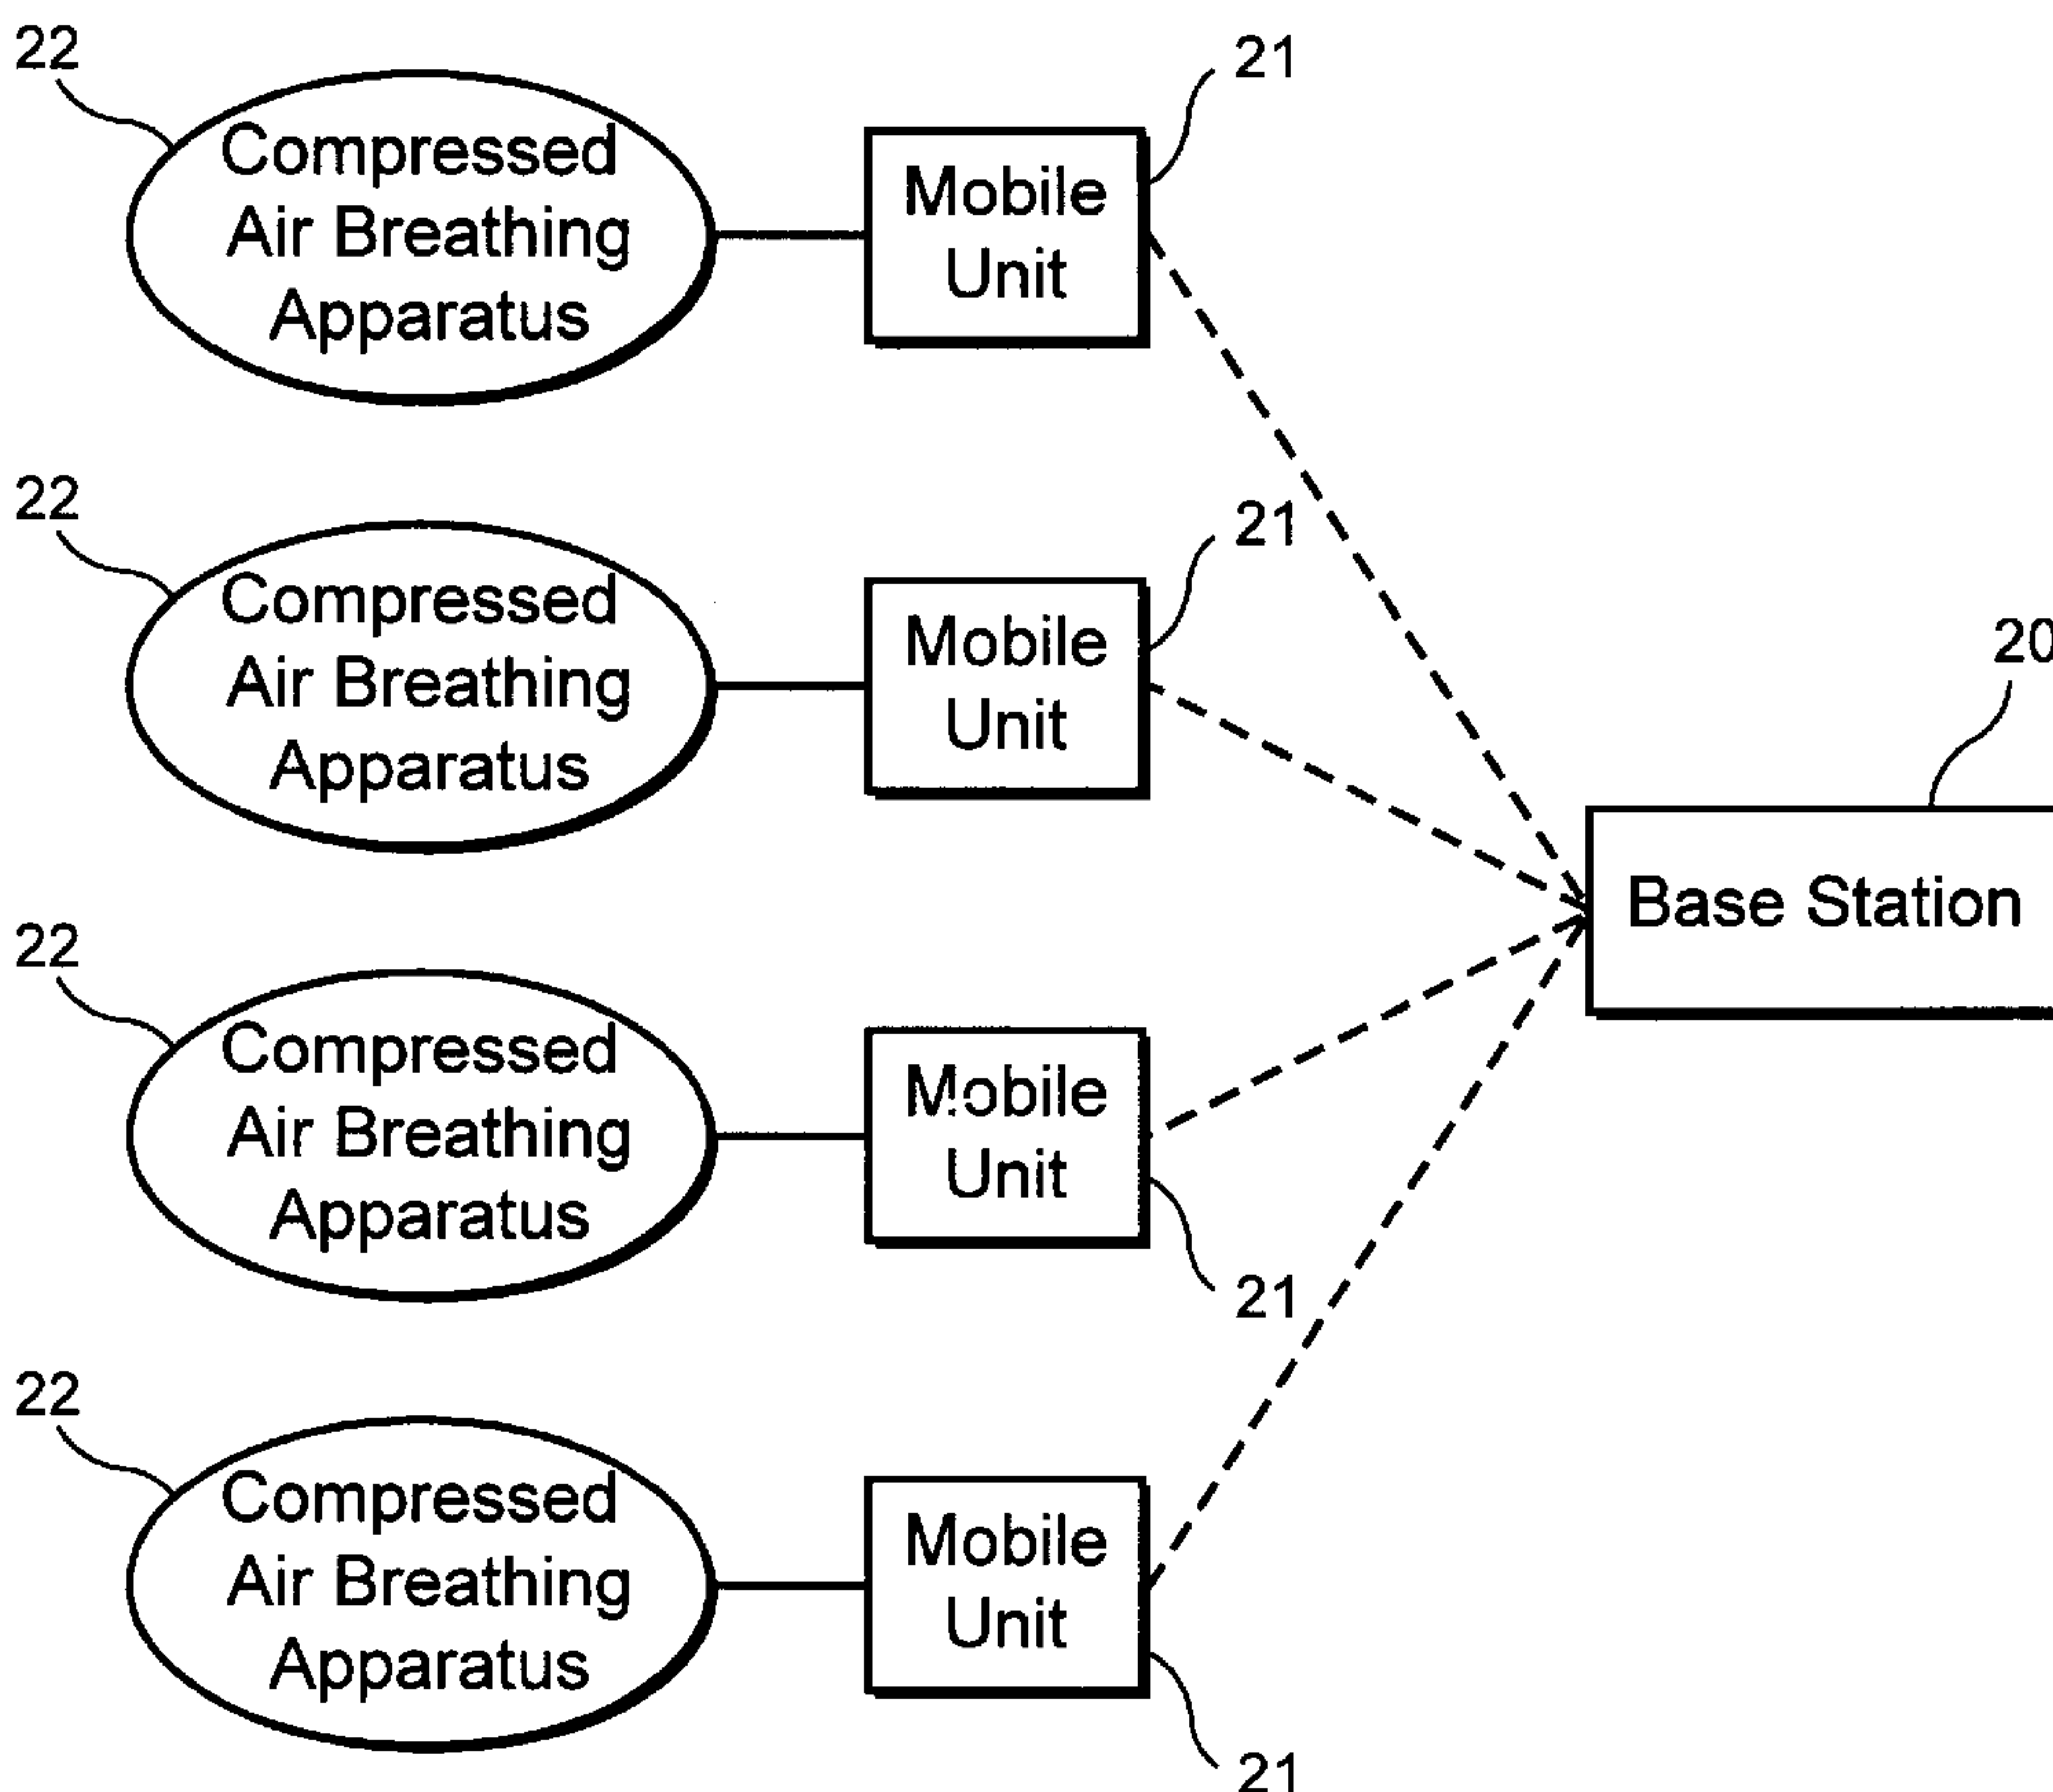 22
21
Compressed
Air Breathing
Apparatus
Mobile
Unit
22
21
Compressed
Air Breathing
Apparatus
Mobile
Unit
20
Base Station
22
Compressed
Air Breathing
Apparatus
Mobile
Unit
21
22
Compressed
Air Breathing
Apparatus
Mobile
Unit
21